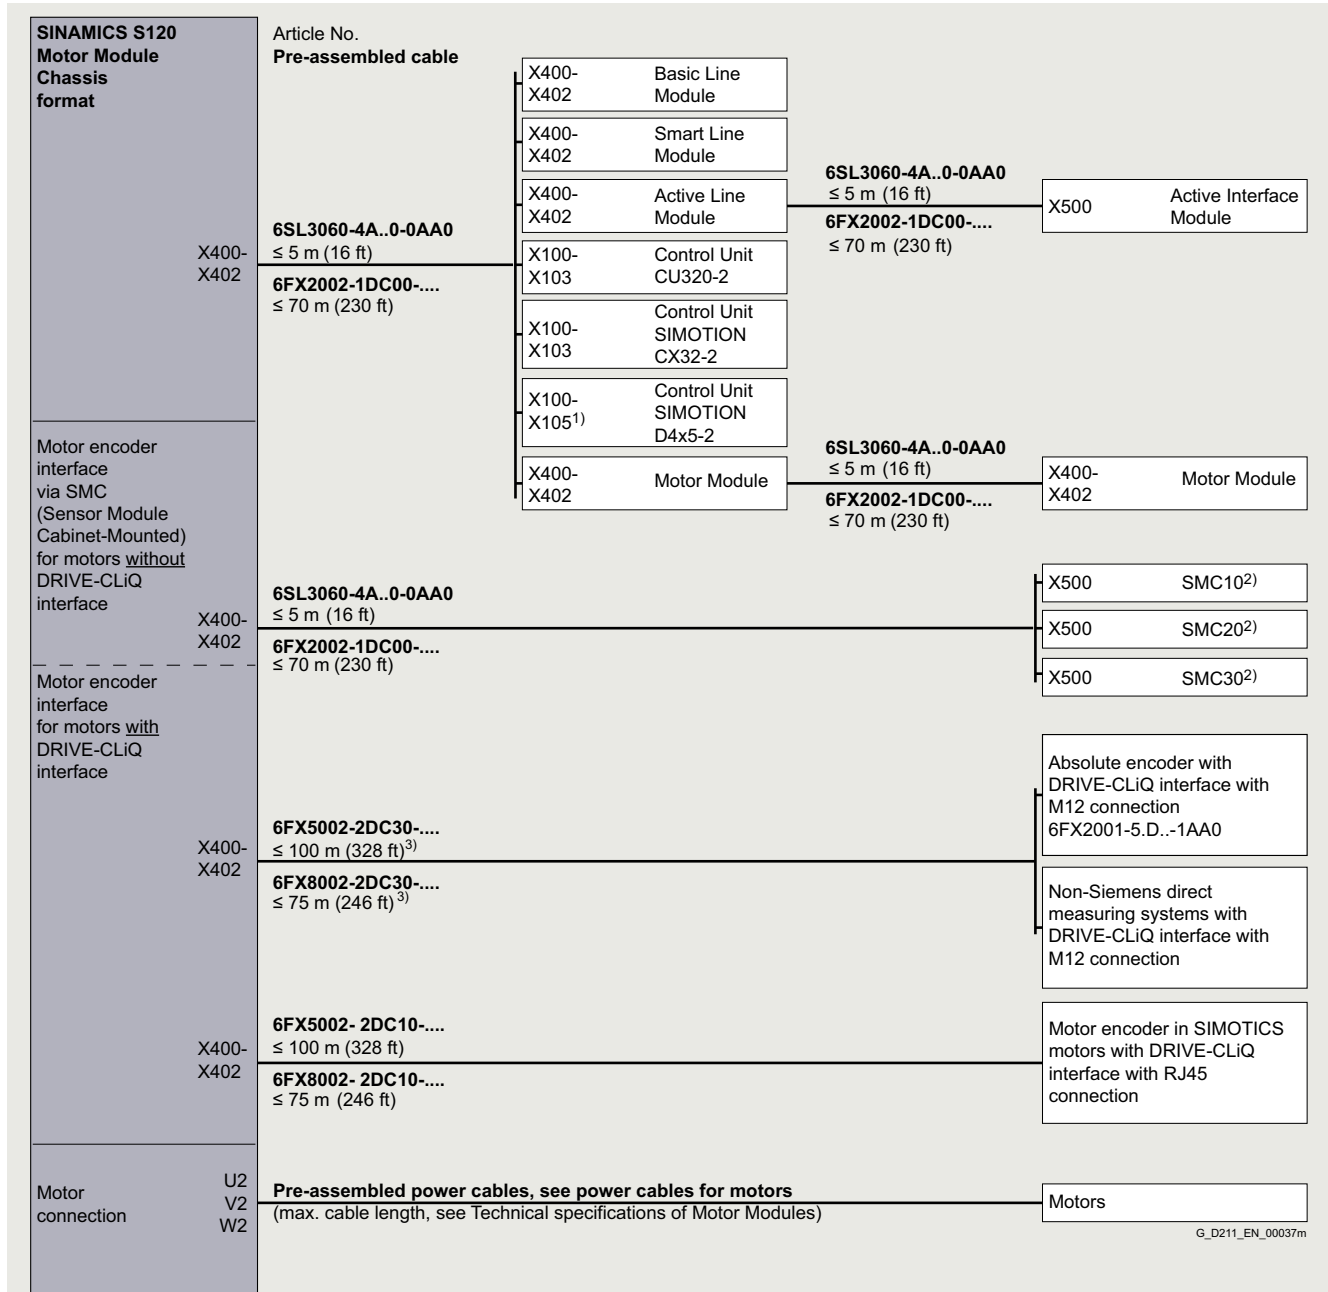 SINAMICS S120
Motor Module
Chassis
format
Article No.
Pre-assembled cable
X400-
X402
6SL3060-4A..0-0AA0
≤ 5 m (16 ft)
6FX2002-1DC00-....
≤ 70 m (230 ft)
X400-
X402
Basic Line
Module
X400-
X402
Smart Line
Module
X400-
X402
Active Line
Module
6SL3060-4A..0-0AA0
≤ 5 m (16 ft)
6FX2002-1DC00-....
≤ 70 m (230 ft)
X500
Active Interface
Module
X100-
X103
Control Unit
CU320-2
X100-
X103
Control Unit
SIMOTION
CX32-2
X100-
X105¹⁾
Control Unit
SIMOTION
D4x5-2
X400-
X402
Motor Module
6SL3060-4A..0-0AA0
≤ 5 m (16 ft)
6FX2002-1DC00-....
≤ 70 m (230 ft)
X400-
X402
Motor Module
Motor encoder
interface
via SMC
(Sensor Module
Cabinet-Mounted)
for motors without
DRIVE-CLiQ
interface
X400-
X402
6SL3060-4A..0-0AA0
≤ 5 m (16 ft)
6FX2002-1DC00-....
≤ 70 m (230 ft)
X500 SMC10²⁾
X500 SMC20²⁾
X500 SMC30²⁾
Motor encoder
interface
for motors with
DRIVE-CLiQ
interface
X400-
X402
6FX5002-2DC30-....
≤ 100 m (328 ft)³⁾
6FX8002-2DC30-....
≤ 75 m (246 ft)³⁾
Absolute encoder with
DRIVE-CLiQ interface with
M12 connection
6FX2001-5.D..-1AA0
Non-Siemens direct
measuring systems with
DRIVE-CLiQ interface with
M12 connection
X400-
X402
6FX5002- 2DC10-....
≤ 100 m (328 ft)
6FX8002- 2DC10-....
≤ 75 m (246 ft)
Motor encoder in SIMOTICS
motors with DRIVE-CLiQ
interface with RJ45
connection
Motor
connection
U2
V2
W2
Pre-assembled power cables, see power cables for motors
(max. cable length, see Technical specifications of Motor Modules)
Motors
G_D211_EN_00037m